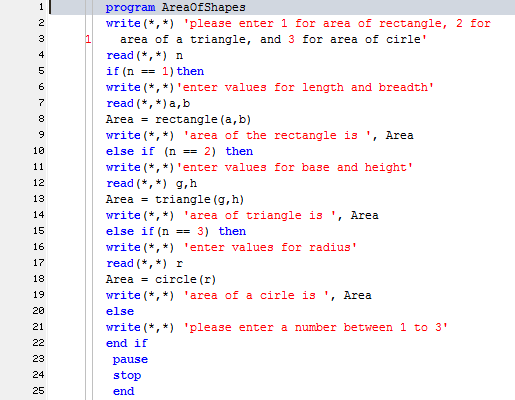 1 program AreaOfShapes
2 write(*,*) 'please enter 1 for area of rectangle, 2 for
3 1 area of a triangle, and 3 for area of cirle'
4 read(*,*) n
5 if(n == 1)then
6 write(*,*)'enter values for length and breadth'
7 read(*,*)a,b
8 Area = rectangle(a,b)
9 write(*,*) 'area of the rectangle is ', Area
10 else if (n == 2) then
11 write(*,*)'enter values for base and height'
12 read(*,*) g,h
13 Area = triangle(g,h)
14 write(*,*) 'area of triangle is ', Area
15 else if(n == 3) then
16 write(*,*) 'enter values for radius'
17 read(*,*) r
18 Area = circle(r)
19 write(*,*) 'area of a cirle is ', Area
20 else
21 write(*,*) 'please enter a number between 1 to 3'
22 end if
23 pause
24 stop
25 end